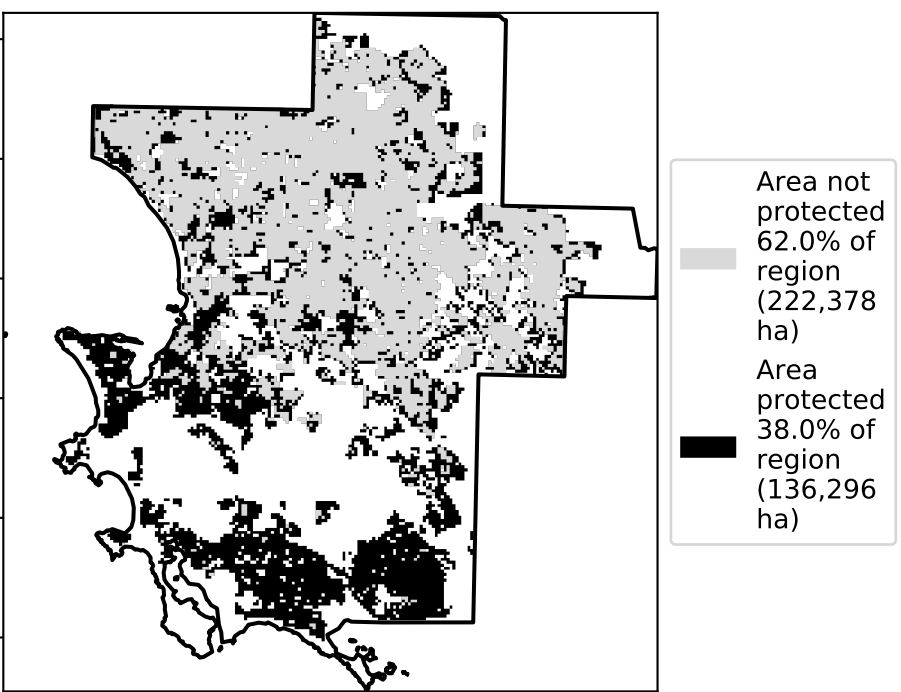 Area not
protected
62.0% of
region
(222,378
ha)
Area
protected
38.0% of
region
(136,296
ha)